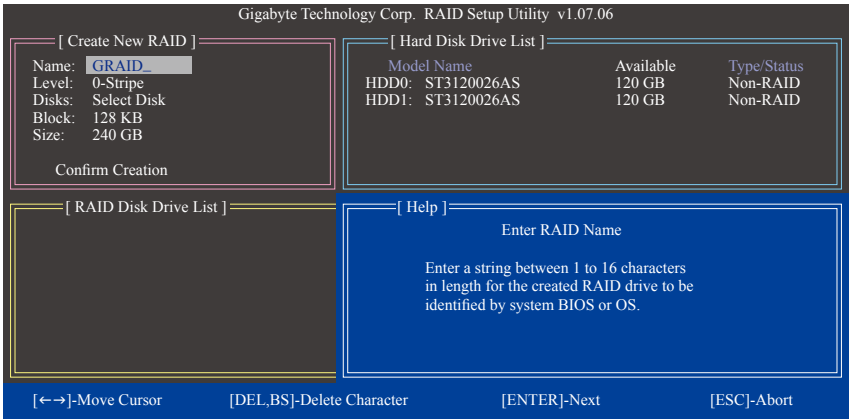 Gigabyte Technology Corp. RAID Setup Utility v1.07.06
[ Create New RAID ]
Name: GRAID_
Level: 0-Stripe
Disks: Select Disk
Block: 128 KB
Size: 240 GB
Confirm Creation
[ Hard Disk Drive List ]
Model Name Available Type/Status
HDD0: ST3120026AS 120 GB Non-RAID
HDD1: ST3120026AS 120 GB Non-RAID
[ RAID Disk Drive List ]
[ Help ]
Enter RAID Name
Enter a string between 1 to 16 characters
in length for the created RAID drive to be
identified by system BIOS or OS.
[←→]-Move Cursor [DEL,BS]-Delete Character [ENTER]-Next [ESC]-Abort